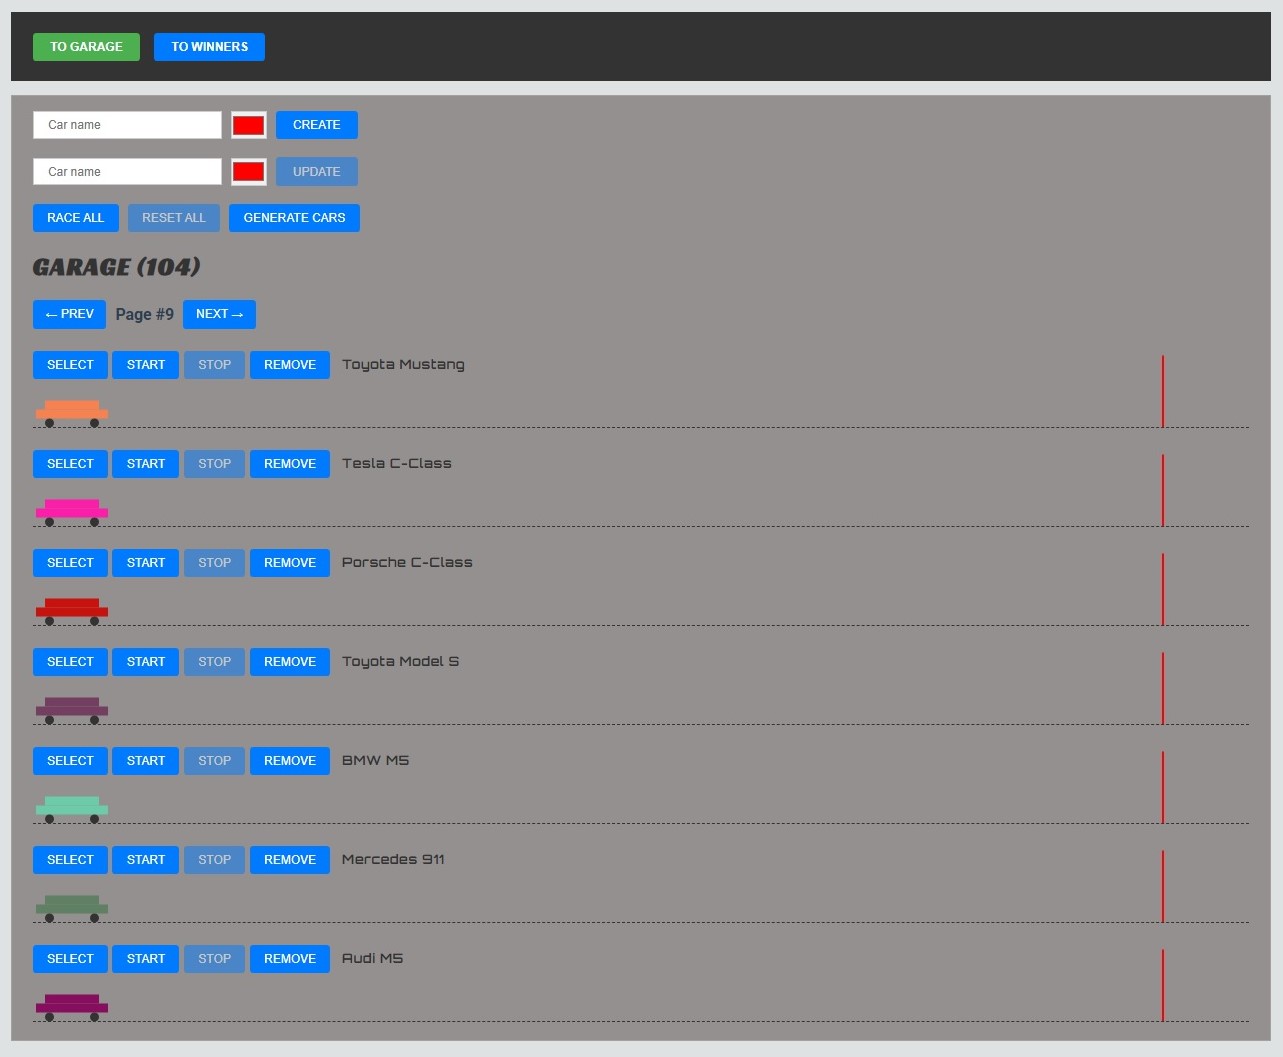 TO GARAGE TO WINNERS
Car name CREATE
Car name UPDATE
RACE ALL RESET ALL GENERATE CARS
GARAGE (104)
← PREV Page #9 NEXT →
SELECT START STOP REMOVE Toyota Mustang
SELECT START STOP REMOVE Tesla C-Class
SELECT START STOP REMOVE Porsche C-Class
SELECT START STOP REMOVE Toyota Model S
SELECT START STOP REMOVE BMW M5
SELECT START STOP REMOVE Mercedes 911
SELECT START STOP REMOVE Audi M5